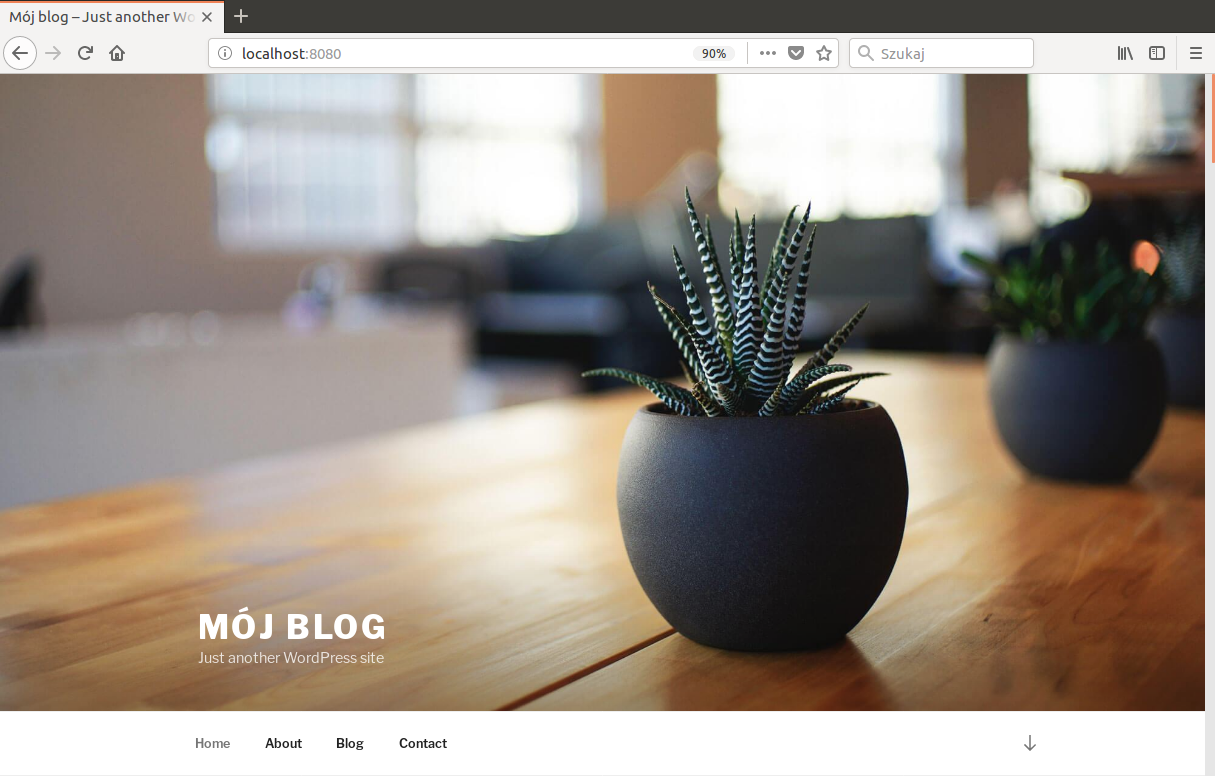 Mój blog – Just another Wo
localhost:8080
90%
Szukaj
MÓJ BLOG
Just another WordPress site
Home About Blog Contact